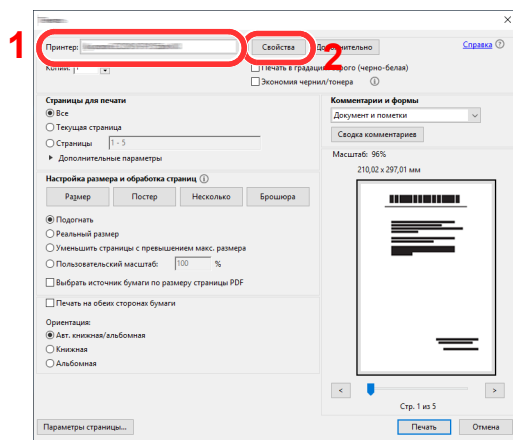 1
2
Принтер:
Свойства
Дополнительно
Справка
Копии: 1
Печать в градациях серого (черно-белая)
Экономия чернил/тонера
Страницы для печати
Все
Текущая страница
Страницы
1 - 5
Дополнительные параметры
Настройка размера и обработка страниц
Размер
Постер
Несколько
Брошюра
Подогнать
Реальный размер
Уменьшить страницы с превышением макс. размера
Пользовательский масштаб: 100 %
Выбрать источник бумаги по размеру страницы PDF
Печать на обеих сторонах бумаги
Ориентация:
Авт. книжная/альбомная
Книжная
Альбомная
Комментарии и формы
Документ и пометки
Сводка комментариев
Масштаб: 96%
210,02 x 297,01 мм
<
>
Стр. 1 из 5
Параметры страницы...
Печать
Отмена